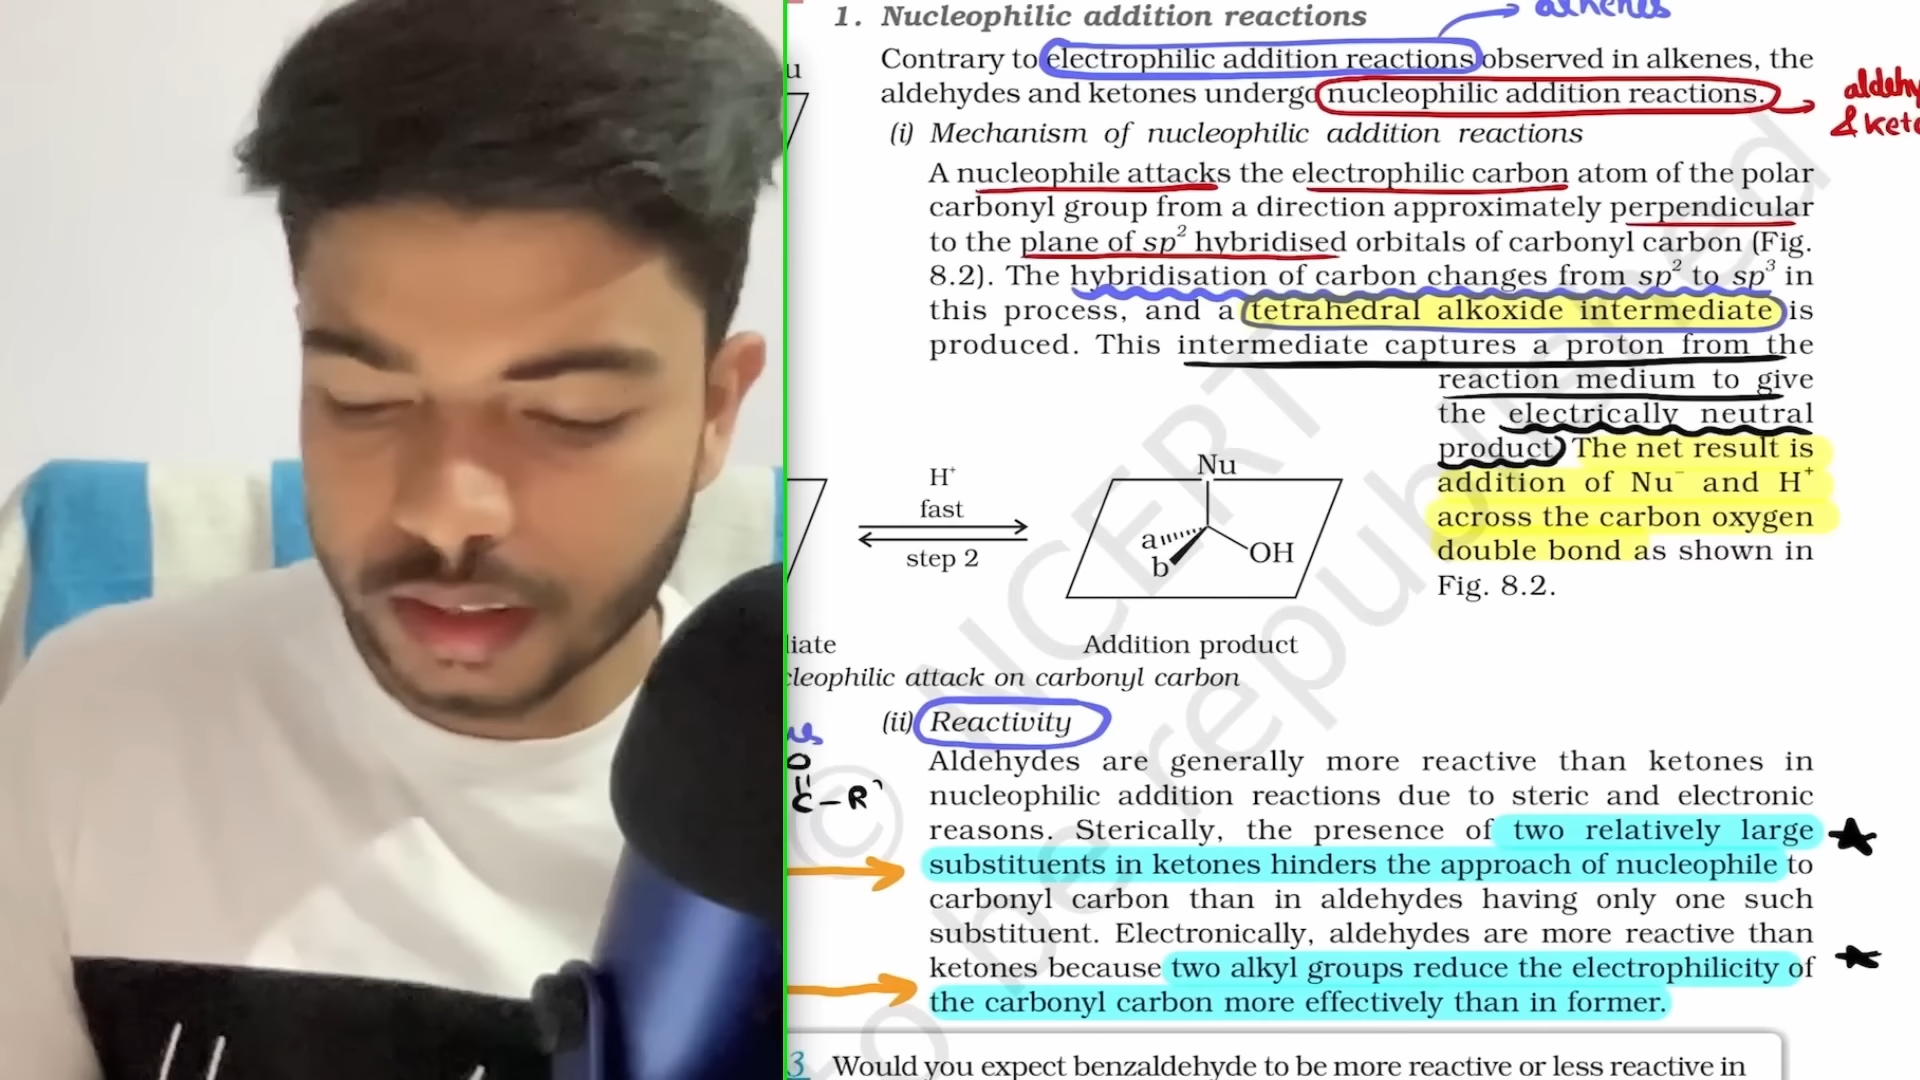 alkenes
1. Nucleophilic addition reactions
Contrary to electrophilic addition reactions observed in alkenes, the
aldehydes and ketones undergo nucleophilic addition reactions.
(i) Mechanism of nucleophilic addition reactions
A nucleophile attacks the electrophilic carbon atom of the polar
carbonyl group from a direction approximately perpendicular
to the plane of sp² hybridised orbitals of carbonyl carbon (Fig.
8.2). The hybridisation of carbon changes from sp² to sp³ in
this process, and a tetrahedral alkoxide intermediate is
produced. This intermediate captures a proton from the
reaction medium to give
the electrically neutral
product. The net result is
addition of Nu⁻ and H⁺
across the carbon oxygen
double bond as shown in
Fig. 8.2.
u
aldehy
& keto
H⁺
fast
step 2
Nu
a
b
OH
liate
Addition product
cleophilic attack on carbonyl carbon
(ii) Reactivity
O
C – R'
Aldehydes are generally more reactive than ketones in
nucleophilic addition reactions due to steric and electronic
reasons. Sterically, the presence of two relatively large
substituents in ketones hinders the approach of nucleophile to
carbonyl carbon than in aldehydes having only one such
substituent. Electronically, aldehydes are more reactive than
ketones because two alkyl groups reduce the electrophilicity of
the carbonyl carbon more effectively than in former.
3 Would you expect benzaldehyde to be more reactive or less reactive in
© NCERT
to be republished